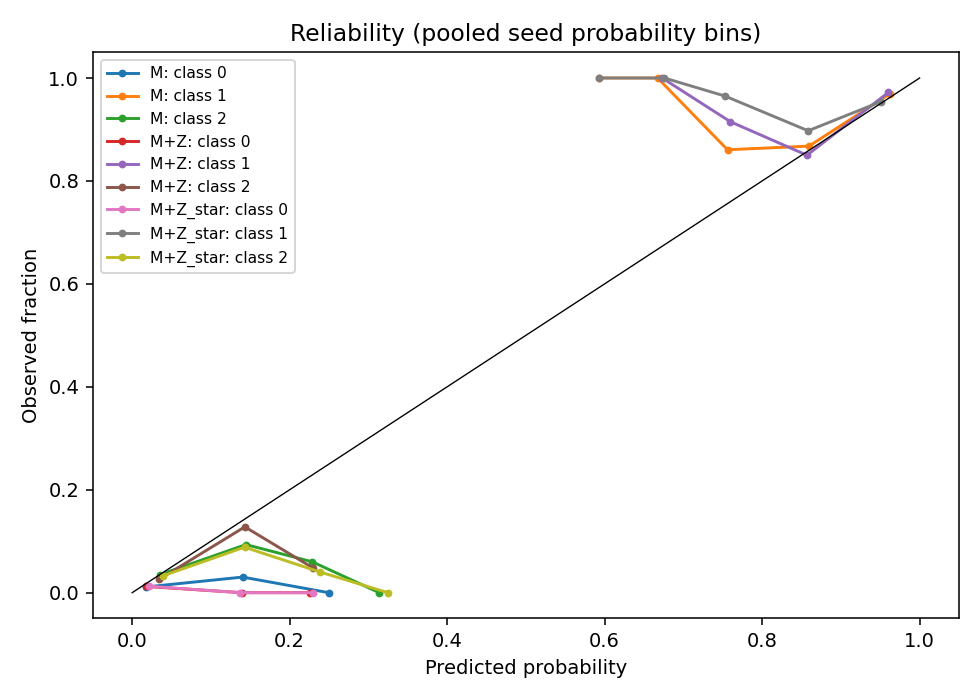 Reliability (pooled seed probability bins)
M: class 0
M: class 1
M: class 2
M+Z: class 0
M+Z: class 1
M+Z: class 2
M+Z_star: class 0
M+Z_star: class 1
M+Z_star: class 2
Observed fraction
1.0
0.8
0.6
0.4
0.2
0.0
0.0 0.2 0.4 0.6 0.8 1.0
Predicted probability